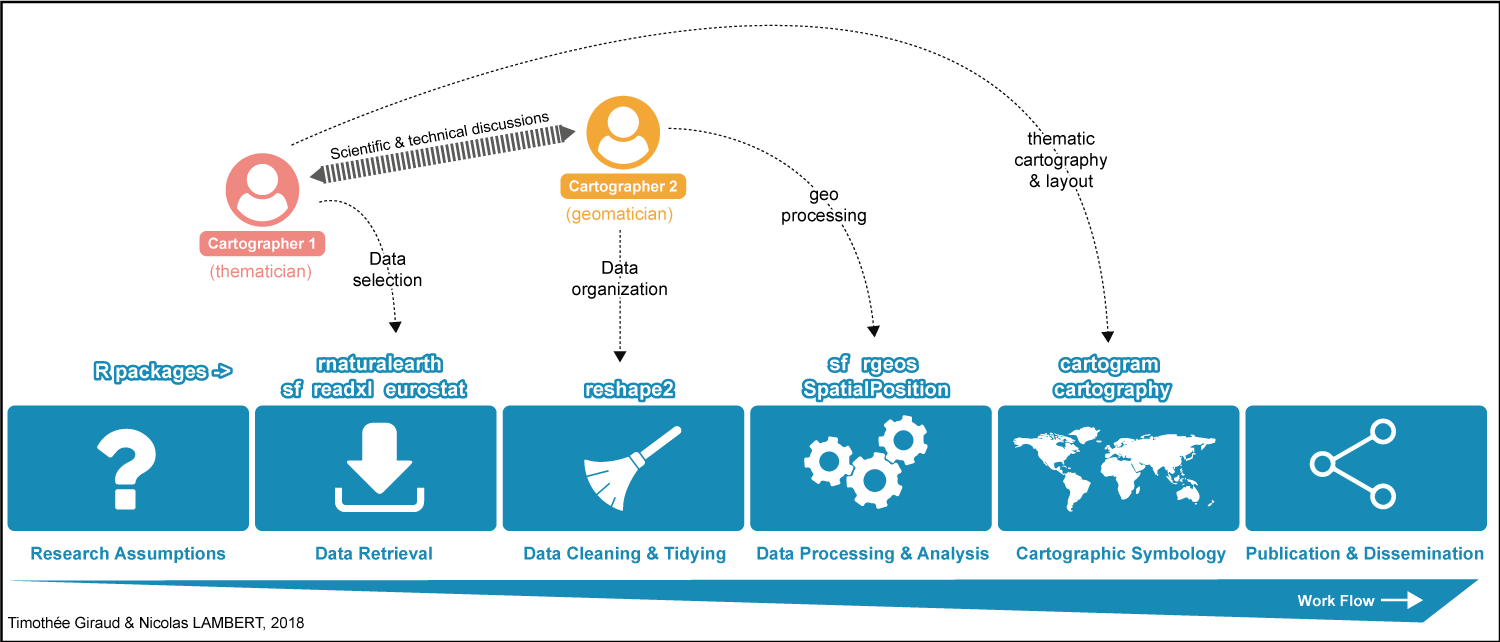 Scientific & technical discussions
Cartographer 1
(thematician)
Cartographer 2
(geomatician)
Data
selection
Data
organization
geo
processing
thematic
cartography
& layout
R packages ->
rnaturalearth
sf readxl eurostat
reshape2
sf rgeos
SpatialPosition
cartogram
cartography
Research Assumptions
Data Retrieval
Data Cleaning & Tidying
Data Processing & Analysis
Cartographic Symbology
Publication & Dissemination
Work Flow
Timothée Giraud & Nicolas LAMBERT, 2018